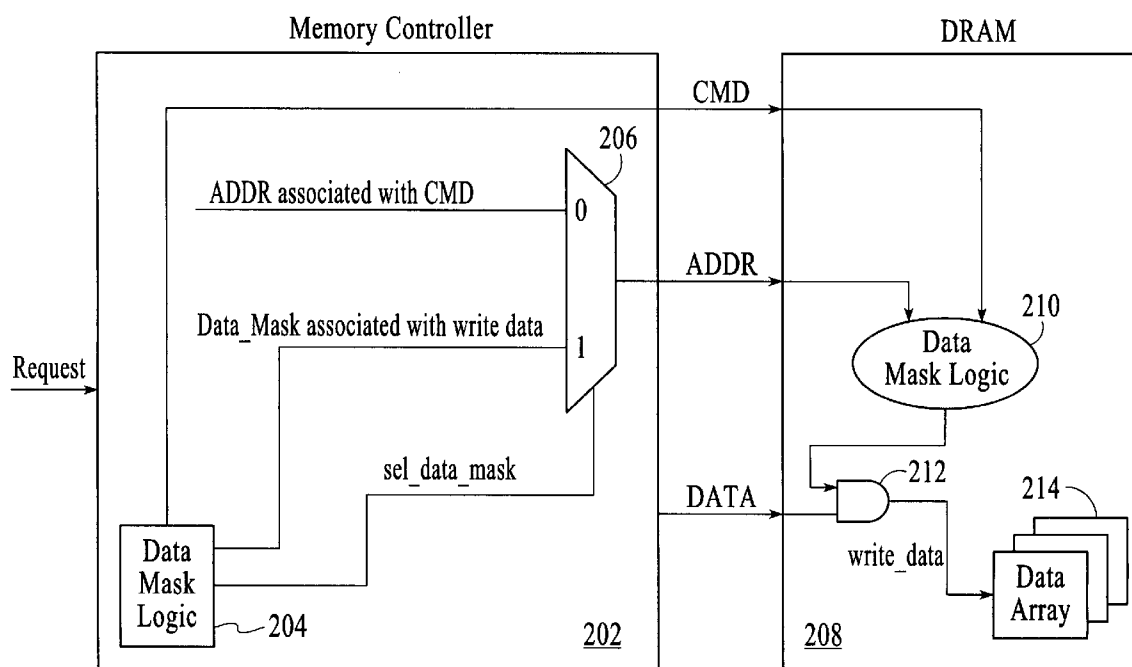 Memory Controller
DRAM
CMD
206
ADDR associated with CMD
0
ADDR
210
Data_Mask associated with write data
1
Data
Mask Logic
Request
sel_data_mask
212
DATA
214
write_data
Data
Mask
Logic
Data
Array
204
202
208